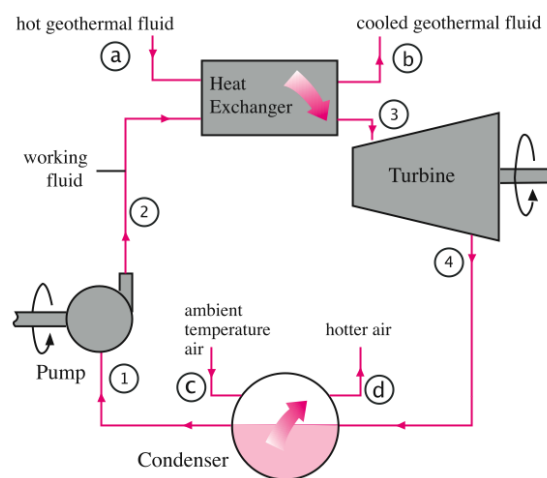 hot geothermal fluid
cooled geothermal fluid
a
b
Heat
Exchanger
3
working
fluid
Turbine
2
4
ambient
temperature
air
hotter air
Pump
1
c
d
Condenser